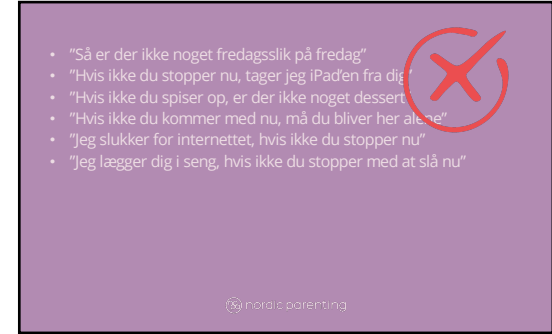 • ”Så er der ikke noget fredagsslik på fredag”
• ”Hvis ikke du stopper nu, tager jeg iPad’en fra dig”
• ”Hvis ikke du spiser op, er der ikke noget dessert”
• ”Hvis ikke du kommer med nu, må du bliver her alene”
• ”Jeg slukker for internettet, hvis ikke du stopper nu”
• ”Jeg lægger dig i seng, hvis ikke du stopper med at slå nu”
nordic parenting